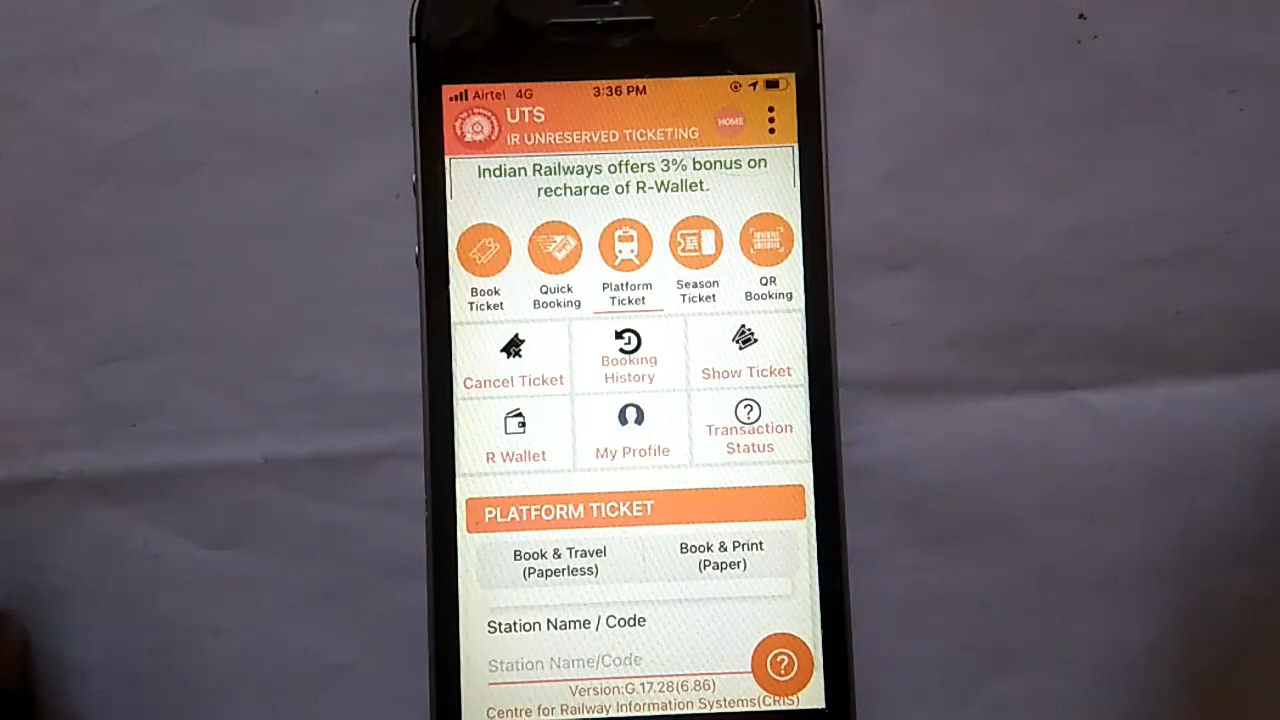 Airtel 4G 3:36 PM
UTS
IR UNRESERVED TICKETING HOME
Indian Railways offers 3% bonus on
recharge of R-Wallet.
Book
Ticket
Quick
Booking
Platform
Ticket
Season
Ticket
QR
Booking
Cancel Ticket
Booking
History
Show Ticket
R Wallet
My Profile
Transaction
Status
PLATFORM TICKET
Book & Travel
(Paperless)
Book & Print
(Paper)
Station Name / Code
Station Name/Code
Version:G.17.28(6.86)
Centre for Railway Information Systems(CRIS)